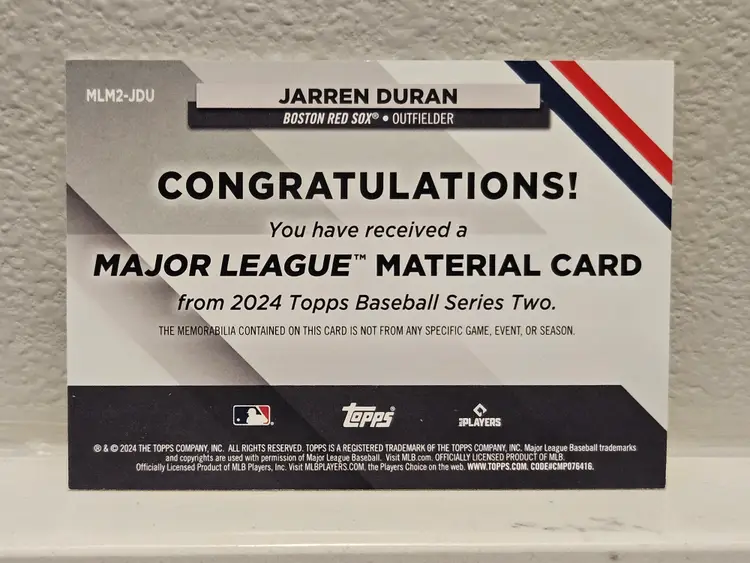 MLM2-JDU
JARREN DURAN
BOSTON RED SOX® • OUTFIELDER
CONGRATULATIONS!
You have received a
MAJOR LEAGUE™ MATERIAL CARD
from 2024 Topps Baseball Series Two.
THE MEMORABILIA CONTAINED ON THIS CARD IS NOT FROM ANY SPECIFIC GAME, EVENT, OR SEASON.
Topps®
MLB PLAYERS
® & © 2024 THE TOPPS COMPANY, INC. ALL RIGHTS RESERVED. TOPPS IS A REGISTERED TRADEMARK OF THE TOPPS COMPANY, INC. Major League Baseball trademarks
and copyrights are used with permission of Major League Baseball. Visit MLB.com. OFFICIALLY LICENSED PRODUCT OF MLB.
Officially Licensed Product of MLB Players, Inc. Visit MLBPLAYERS.COM, the Players Choice on the web. WWW.TOPPS.COM. CODE#CMP076416.